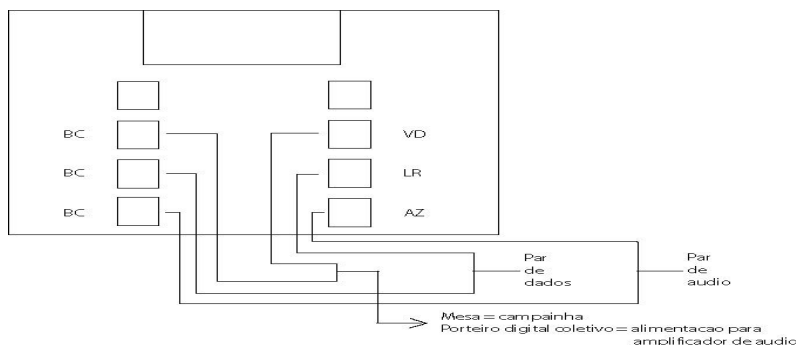 BC
VD
BC
LR
BC
AZ
Par
de
dados
Par
de
audio
Mesa = campainha
Porteiro digital coletivo = alimentacao para
amplificador de audio